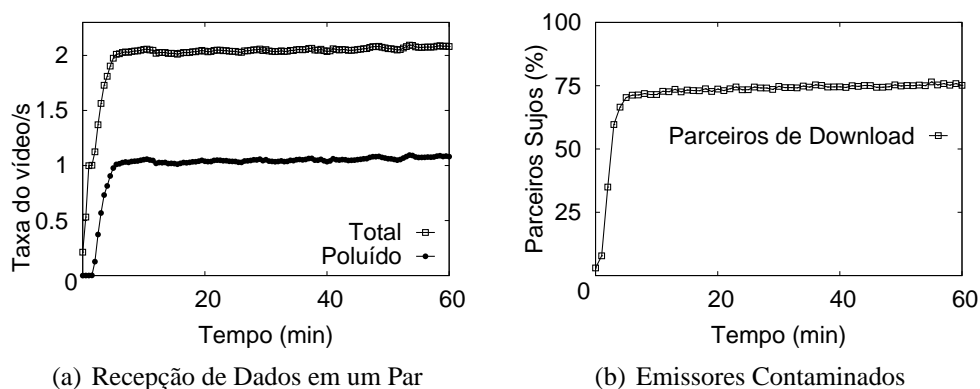 Taxa do vídeo/s
2
1.5
1
0.5
0
20
40
60
Tempo (min)
Total
Poluído
(a) Recepção de Dados em um Par
Parceiros Sujos (%)
100
75
50
25
0
0
20
40
60
Tempo (min)
Parceiros de Download
(b) Emissores Contaminados